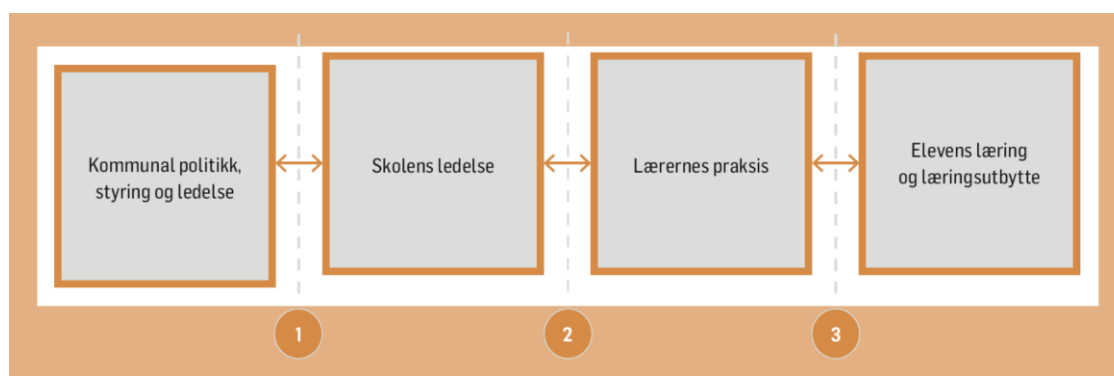 Kommunal politikk,
styring og ledelse
Skolens ledelse
Lærernes praksis
Elevens læring
og læringsutbytte
1
2
3